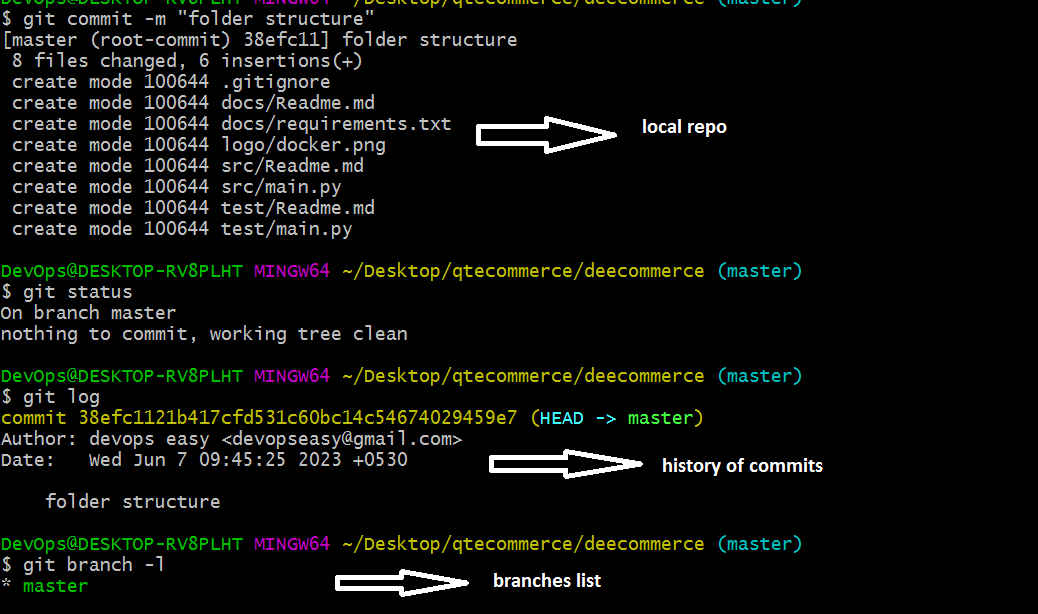 DevOps@DESKTOP-RV8PLHT MINGW64 ~/Desktop/qtecommerce/deecommerce (master)
$ git commit -m "folder structure"
[master (root-commit) 38efc11] folder structure
 8 files changed, 6 insertions(+)
 create mode 100644 .gitignore
 create mode 100644 docs/Readme.md
 create mode 100644 docs/requirements.txt
local repo
 create mode 100644 logo/docker.png
 create mode 100644 src/Readme.md
 create mode 100644 src/main.py
 create mode 100644 test/Readme.md
 create mode 100644 test/main.py
DevOps@DESKTOP-RV8PLHT MINGW64 ~/Desktop/qtecommerce/deecommerce (master)
$ git status
On branch master
nothing to commit, working tree clean
DevOps@DESKTOP-RV8PLHT MINGW64 ~/Desktop/qtecommerce/deecommerce (master)
$ git log
commit 38efc1121b417cfd531c60bc14c54674029459e7 (HEAD -> master)
Author: devops easy <devopseasy@gmail.com>
Date:   Wed Jun 7 09:45:25 2023 +0530
history of commits
    folder structure
DevOps@DESKTOP-RV8PLHT MINGW64 ~/Desktop/qtecommerce/deecommerce (master)
$ git branch -l
* master
branches list